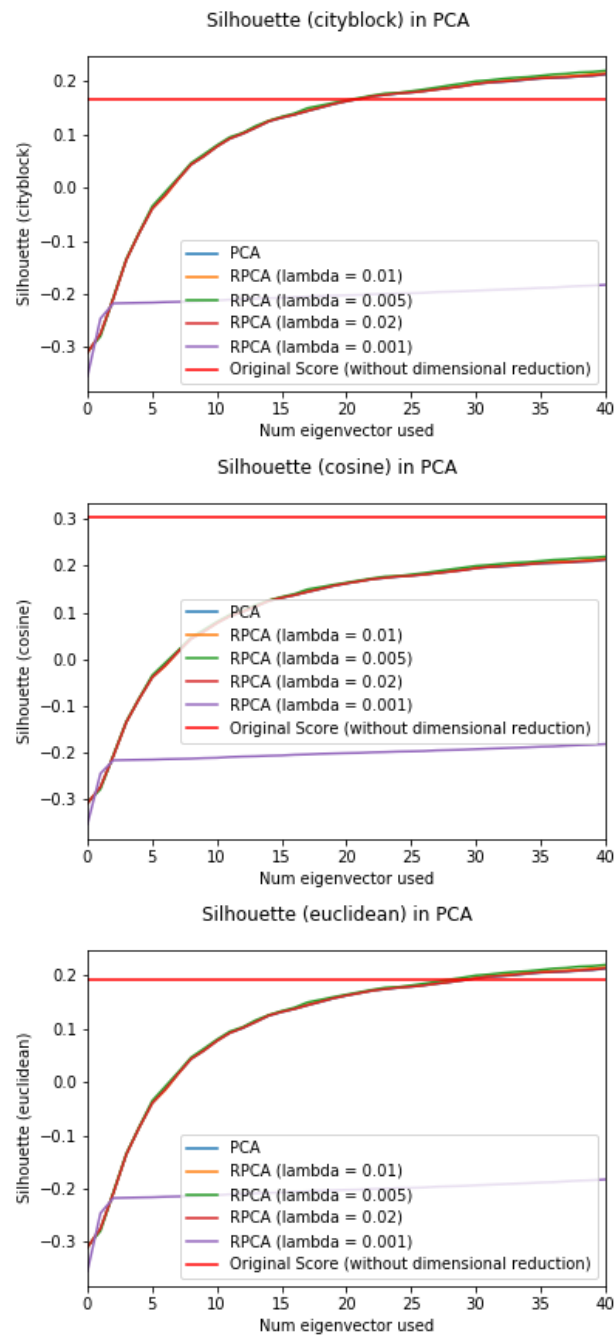 Silhouette (cityblock) in PCA
Silhouette (cityblock)
0.2
0.1
0.0
−0.1
−0.2
−0.3
PCA
RPCA (lambda = 0.01)
RPCA (lambda = 0.005)
RPCA (lambda = 0.02)
RPCA (lambda = 0.001)
Original Score (without dimensional reduction)
0 5 10 15 20 25 30 35 40
Num eigenvector used
Silhouette (cosine) in PCA
Silhouette (cosine)
0.3
0.2
0.1
0.0
−0.1
−0.2
−0.3
PCA
RPCA (lambda = 0.01)
RPCA (lambda = 0.005)
RPCA (lambda = 0.02)
RPCA (lambda = 0.001)
Original Score (without dimensional reduction)
0 5 10 15 20 25 30 35 40
Num eigenvector used
Silhouette (euclidean) in PCA
Silhouette (euclidean)
0.2
0.1
0.0
−0.1
−0.2
−0.3
PCA
RPCA (lambda = 0.01)
RPCA (lambda = 0.005)
RPCA (lambda = 0.02)
RPCA (lambda = 0.001)
Original Score (without dimensional reduction)
0 5 10 15 20 25 30 35 40
Num eigenvector used